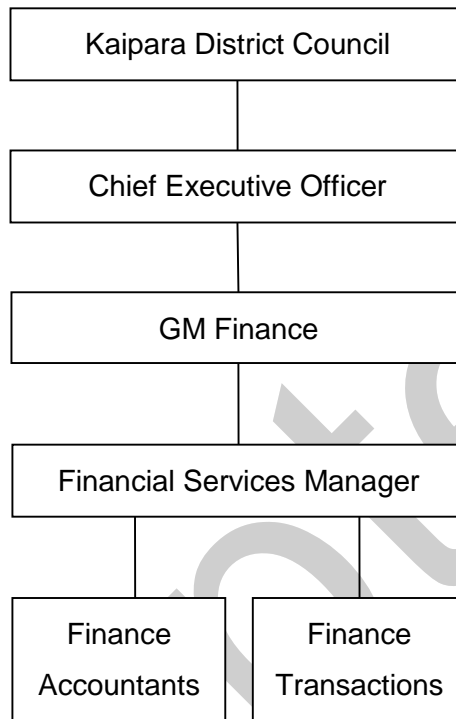 Kaipara District Council
Chief Executive Officer
GM Finance
Financial Services Manager
Finance
Accountants
Finance
Transactions